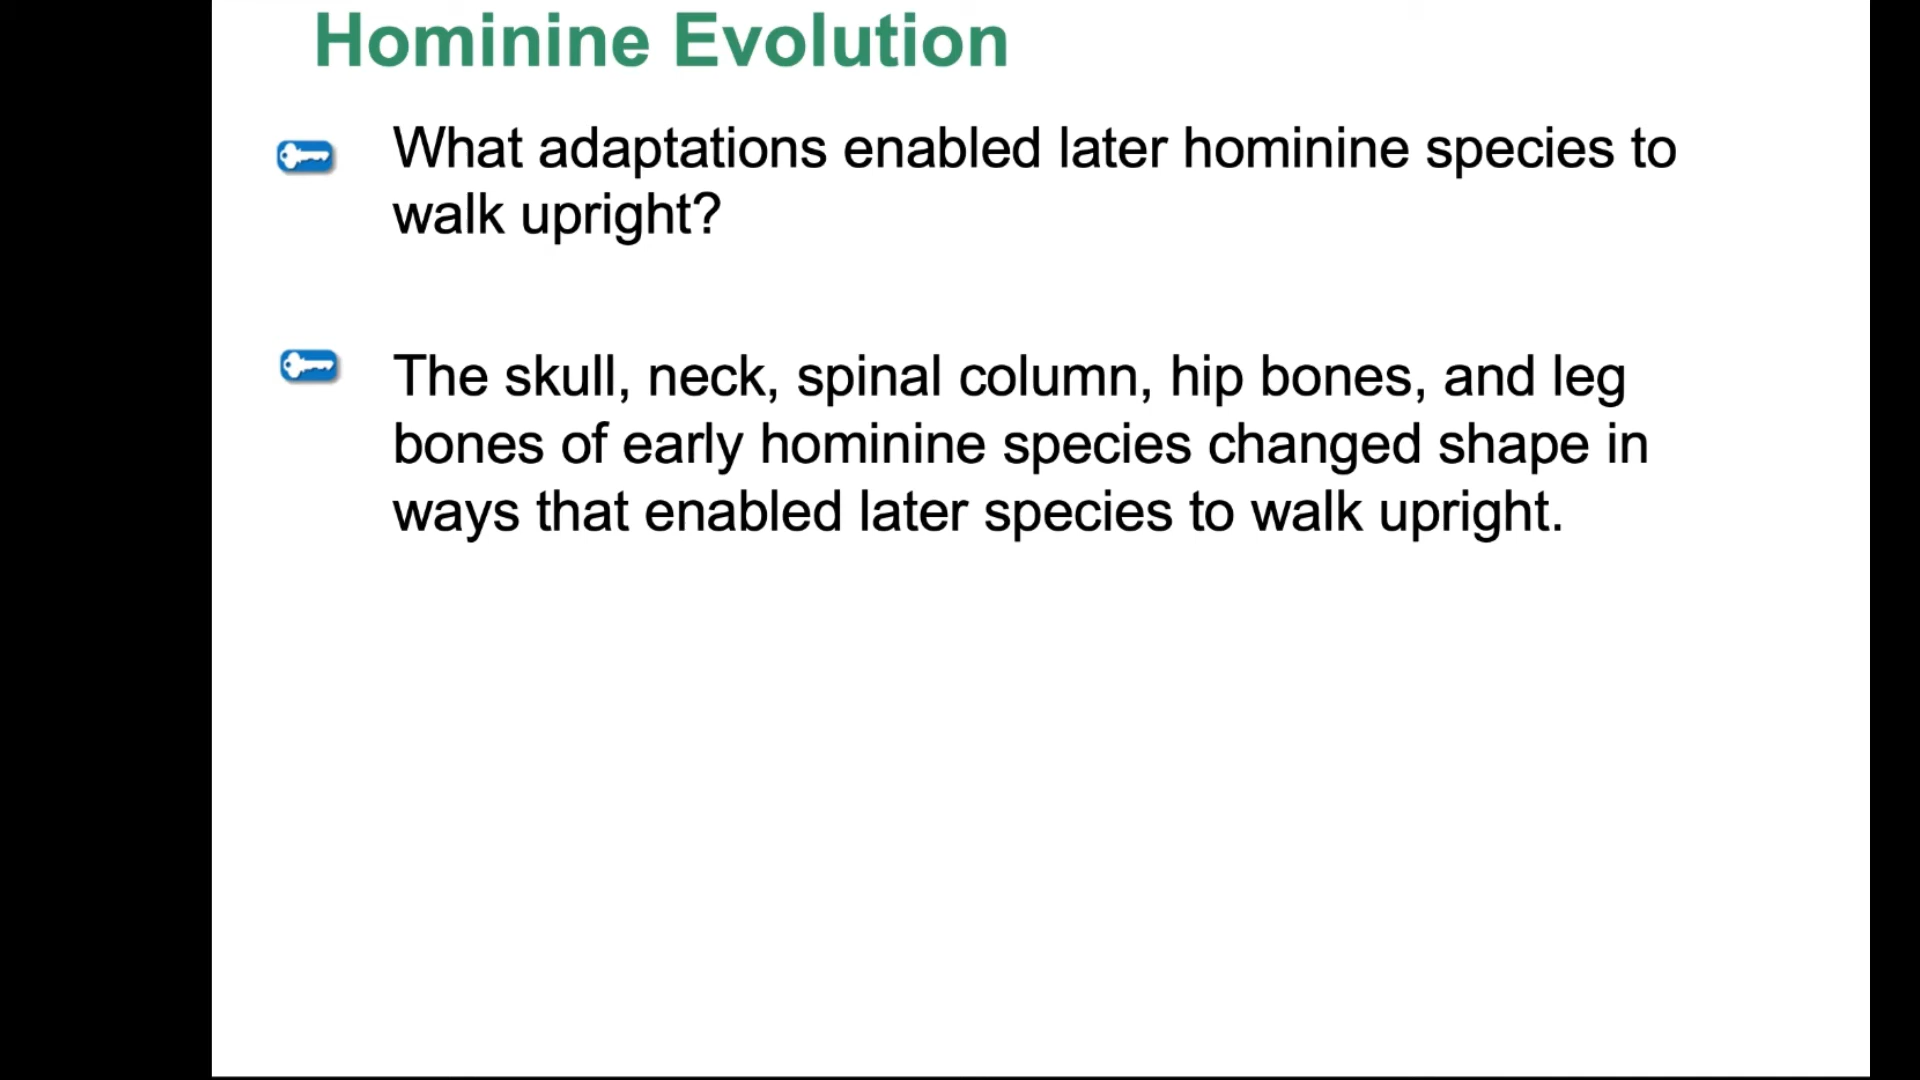 Hominine Evolution
What adaptations enabled later hominine species to
walk upright?
The skull, neck, spinal column, hip bones, and leg
bones of early hominine species changed shape in
ways that enabled later species to walk upright.